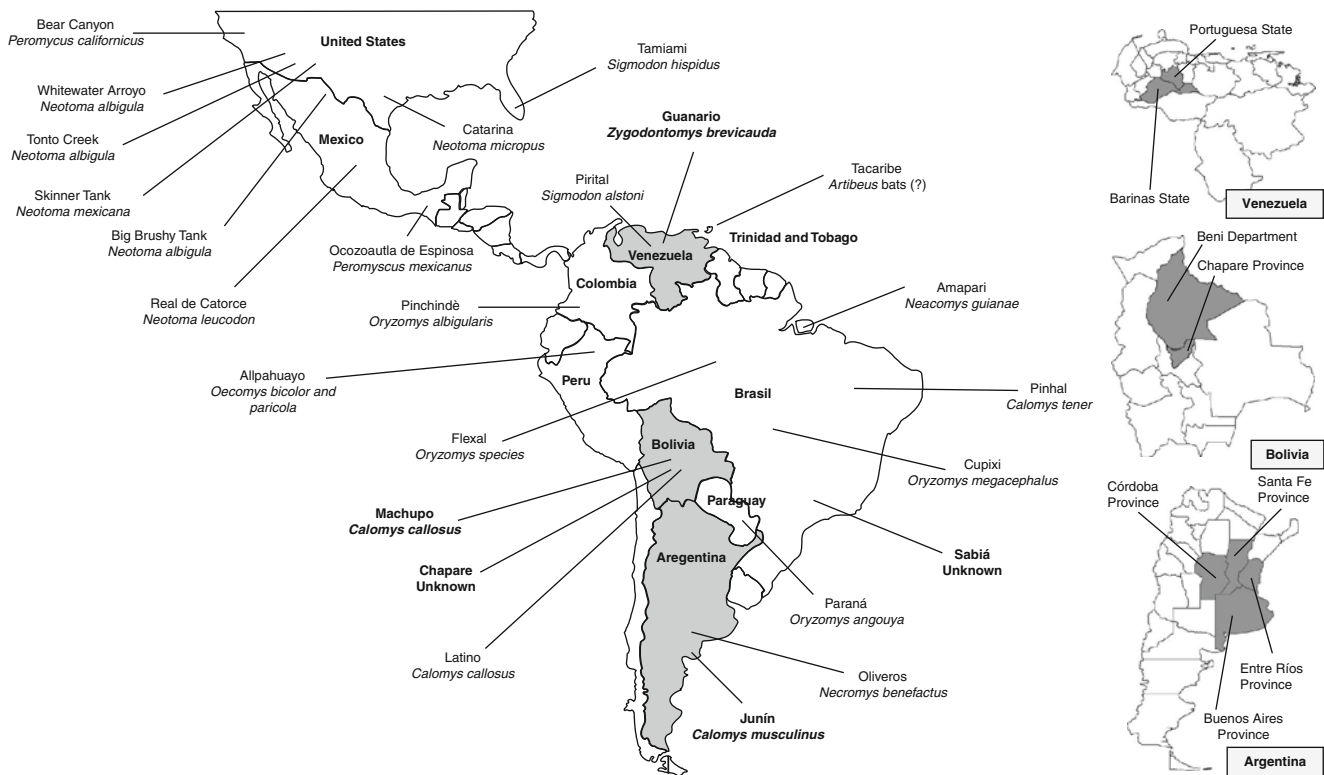 Bear Canyon
Peromycus californicus
United States
Tamiami
Sigmodon hispidus
Whitewater Arroyo
Neotoma albigula
Tonto Creek
Neotoma albigula
Skinner Tank
Neotoma mexicana
Big Brushy Tank
Neotoma albigula
Real de Catorce
Neotoma leucodon
Mexico
Catarina
Neotoma micropus
Ocozoautla de Espinosa
Peromyscus mexicanus
Guanario
Zygodontomys brevicauda
Pirital
Sigmodon alstoni
Tacaribe
Artibeus bats (?)
Trinidad and Tobago
Venezuela
Colombia
Pinchindè
Oryzomys albigularis
Amapari
Neacomys guianae
Allpahuayo
Oecomys bicolor and
paricola
Peru
Brasil
Pinhal
Calomys tener
Flexal
Oryzomys species
Bolivia
Cupixi
Oryzomys megacephalus
Machupo
Calomys callosus
Paraguay
Chapare
Unknown
Aregentina
Sabiá
Unknown
Paraná
Oryzomys angouya
Latino
Calomys callosus
Oliveros
Necromys benefactus
Junín
Calomys musculinus
Portuguesa State
Barinas State
Venezuela
Beni Department
Chapare Province
Bolivia
Córdoba
Province
Santa Fe
Province
Entre Ríos
Province
Buenos Aires
Province
Argentina